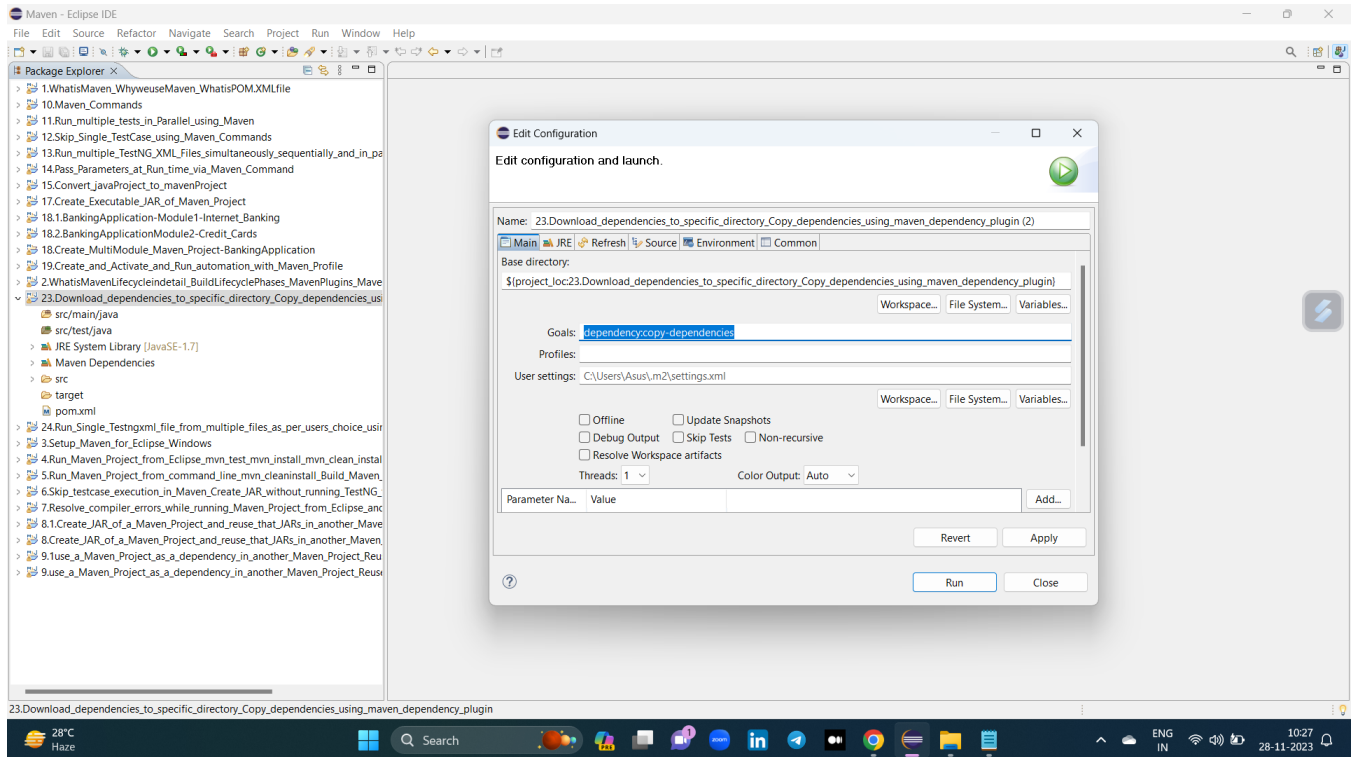 Maven - Eclipse IDE
File Edit Source Refactor Navigate Search Project Run Window Help
Package Explorer
1.WhatisMaven_WhyweuseMaven_WhatisPOM.XMLfile
10.Maven_Commands
11.Run_multiple_tests_in_Parallel_using_Maven
12.Skip_Single_TestCase_using_Maven_Commands
13.Run_multiple_TestNG_XML_Files_simultaneously_sequentially_and_in_pa
14.Pass_Parameters_at_Run_time_via_Maven_Command
15.Convert_javaProject_to_mavenProject
17.Create_Executable_JAR_of_Maven_Project
18.1.BankingApplication-Module1-Internet_Banking
18.2.BankingApplicationModule2-Credit_Cards
18.Create_MultiModule_Maven_Project-BankingApplication
19.Create_and_Activate_and_Run_automation_with_Maven_Profile
2.WhatisMavenLifecycleindetail_BuildLifecyclePhases_MavenPlugins_Mave
23.Download_dependencies_to_specific_directory_Copy_dependencies_usi
src/main/java
src/test/java
JRE System Library [JavaSE-1.7]
Maven Dependencies
src
target
pom.xml
24.Run_Single_Testngxml_file_from_multiple_files_as_per_users_choice_usin
3.Setup_Maven_for_Eclipse_Windows
4.Run_Maven_Project_from_Eclipse_mvn_test_mvn_install_mvn_clean_instal
5.Run_Maven_Project_from_command_line_mvn_cleaninstall_Build_Maven_
6.Skip_testcase_execution_in_Maven_Create_JAR_without_running_TestNG_
7.Resolve_compiler_errors_while_running_Maven_Project_from_Eclipse_and
8.1.Create_JAR_of_a_Maven_Project_and_reuse_that_JARs_in_another_Mave
8.Create_JAR_of_a_Maven_Project_and_reuse_that_JARs_in_another_Maven_
9.1use_a_Maven_Project_as_a_dependency_in_another_Maven_Project_Reu
9.use_a_Maven_Project_as_a_dependency_in_another_Maven_Project_Reuse
Edit Configuration
Edit configuration and launch.
Name: 23.Download_dependencies_to_specific_directory_Copy_dependencies_using_maven_dependency_plugin (2)
Main JRE Refresh Source Environment Common
Base directory:
${project_loc:23.Download_dependencies_to_specific_directory_Copy_dependencies_using_maven_dependency_plugin}
Workspace... File System... Variables...
Goals: dependency:copy-dependencies
Profiles:
User settings: C:\Users\Asus\.m2\settings.xml
Workspace... File System... Variables...
Offline Update Snapshots
Debug Output Skip Tests Non-recursive
Resolve Workspace artifacts
Threads: 1 Color Output: Auto
Parameter Na... Value Add...
Revert Apply
Run Close
23.Download_dependencies_to_specific_directory_Copy_dependencies_using_maven_dependency_plugin
28°C
Haze
Search
PRE
1
zoom
in
ENG
IN
10:27
28-11-2023